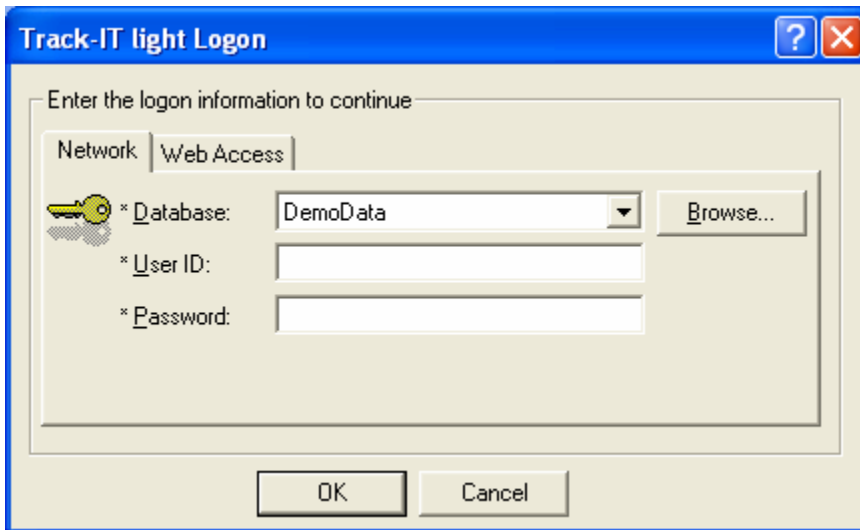 Track-IT light Logon
?
Enter the logon information to continue
Network Web Access
* Database: DemoData Browse...
* User ID:
* Password:
OK Cancel